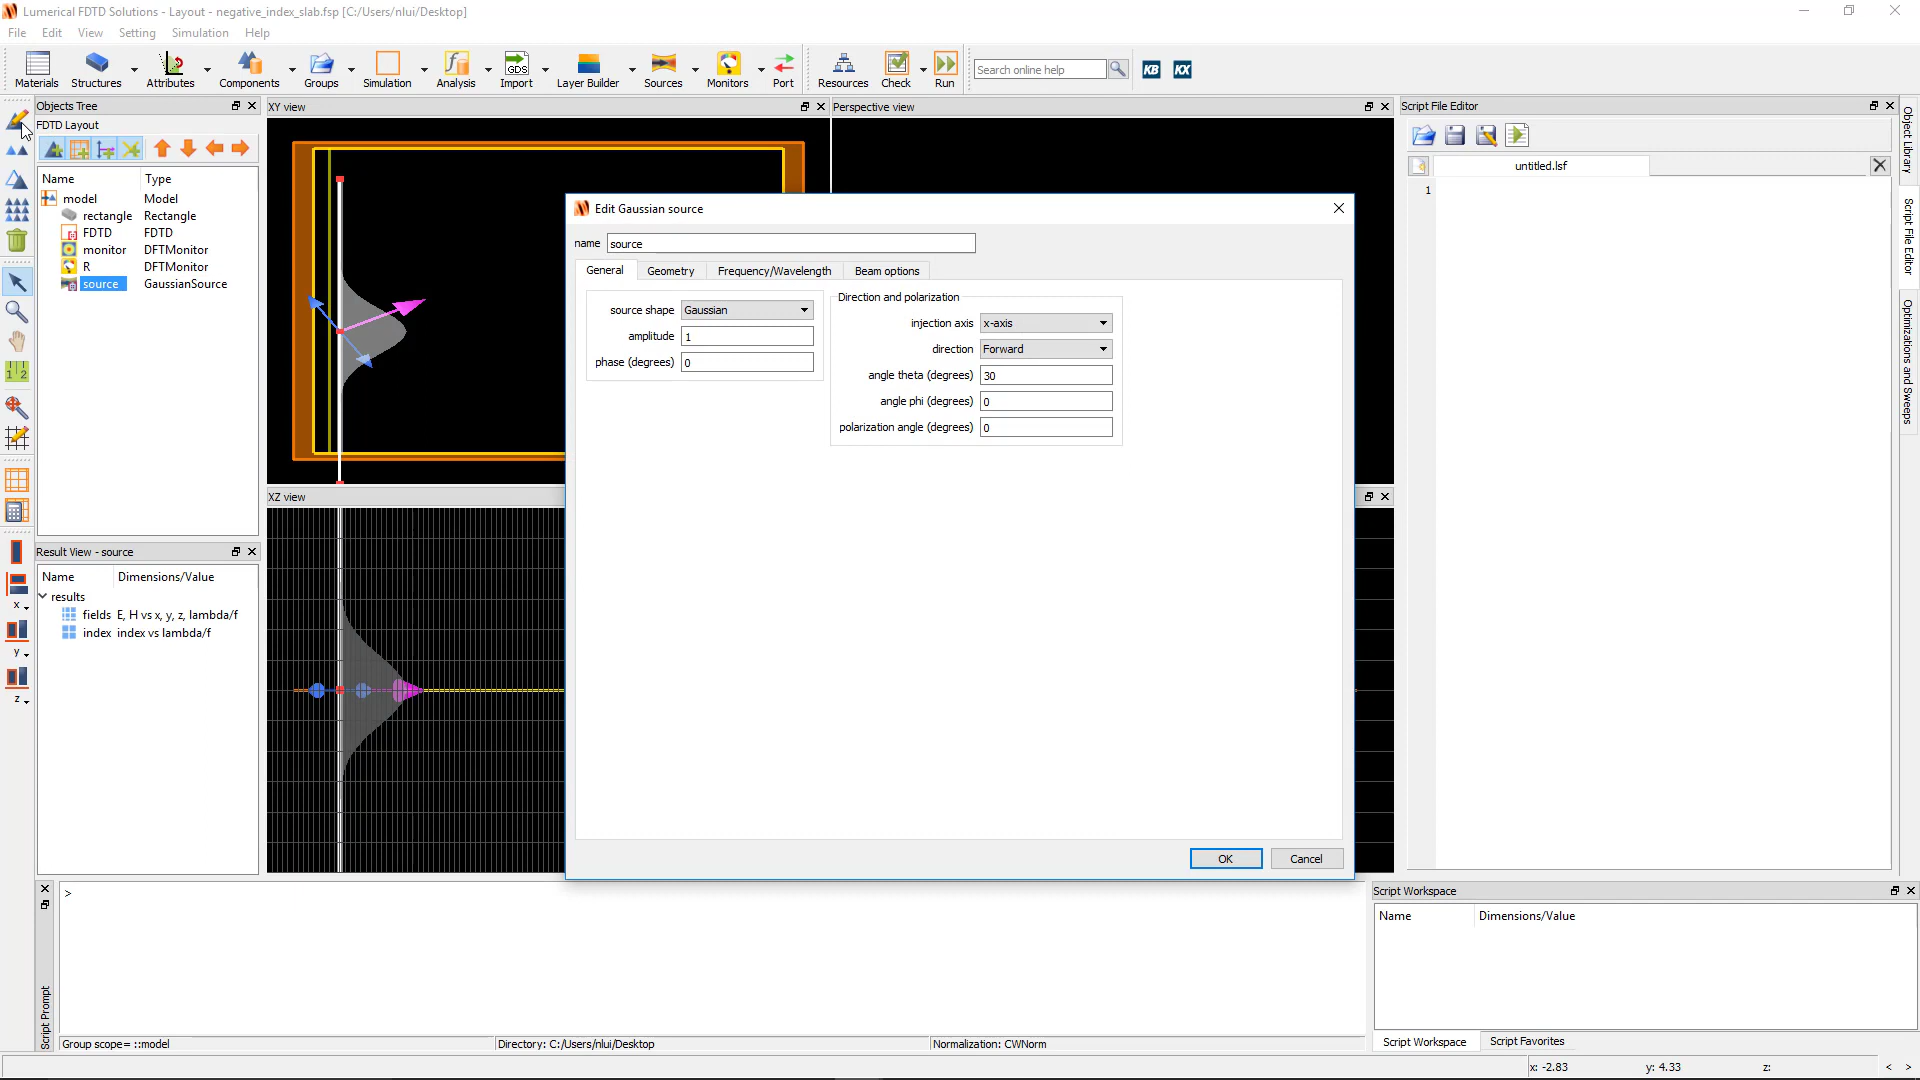 Lumerical FDTD Solutions - Layout - negative_index_slab.fsp [C:/Users/nlui/Desktop]
File Edit View Setting Simulation Help
Materials Structures Attributes Components Groups Simulation Analysis GDS Import Layer Builder Sources Monitors Port Resources Check Run Search online help KB KX
Objects Tree
FDTD Layout
Name Type
model Model
rectangle Rectangle
FDTD FDTD
monitor DFTMonitor
R DFTMonitor
source GaussianSource
Result View - source
Name Dimensions/Value
results
fields E, H vs x, y, z, lambda/f
index index vs lambda/f
x
y
z
XY view
Perspective view
XZ view
Edit Gaussian source
name source
General Geometry Frequency/Wavelength Beam options
source shape Gaussian
amplitude 1
phase (degrees) 0
Direction and polarization
injection axis x-axis
direction Forward
angle theta (degrees) 30
angle phi (degrees) 0
polarization angle (degrees) 0
OK Cancel
Script File Editor
untitled.lsf
1
Object Library
Script File Editor
Optimizations and Sweeps
Script Prompt
>
Group scope= ::model Directory: C:/Users/nlui/Desktop Normalization: CWNorm
Script Workspace
Name Dimensions/Value
Script Workspace Script Favorites
x: -2.83 y: 4.33 z: < >